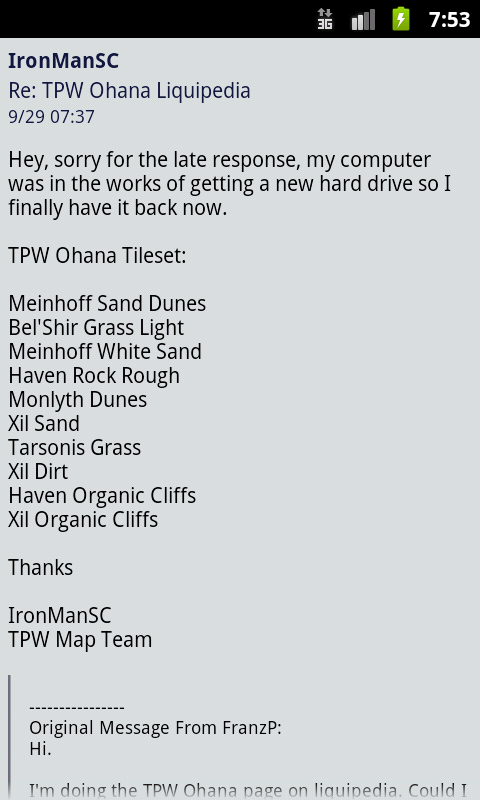 3G 7:53
IronManSC
Re: TPW Ohana Liquipedia
9/29 07:37
Hey, sorry for the late response, my computer
was in the works of getting a new hard drive so I
finally have it back now.
TPW Ohana Tileset:
Meinhoff Sand Dunes
Bel'Shir Grass Light
Meinhoff White Sand
Haven Rock Rough
Monlyth Dunes
Xil Sand
Tarsonis Grass
Xil Dirt
Haven Organic Cliffs
Xil Organic Cliffs
Thanks
IronManSC
TPW Map Team
----------------
Original Message From FranzP:
Hi.
I'm doing the TPW Ohana page on liquipedia. Could I